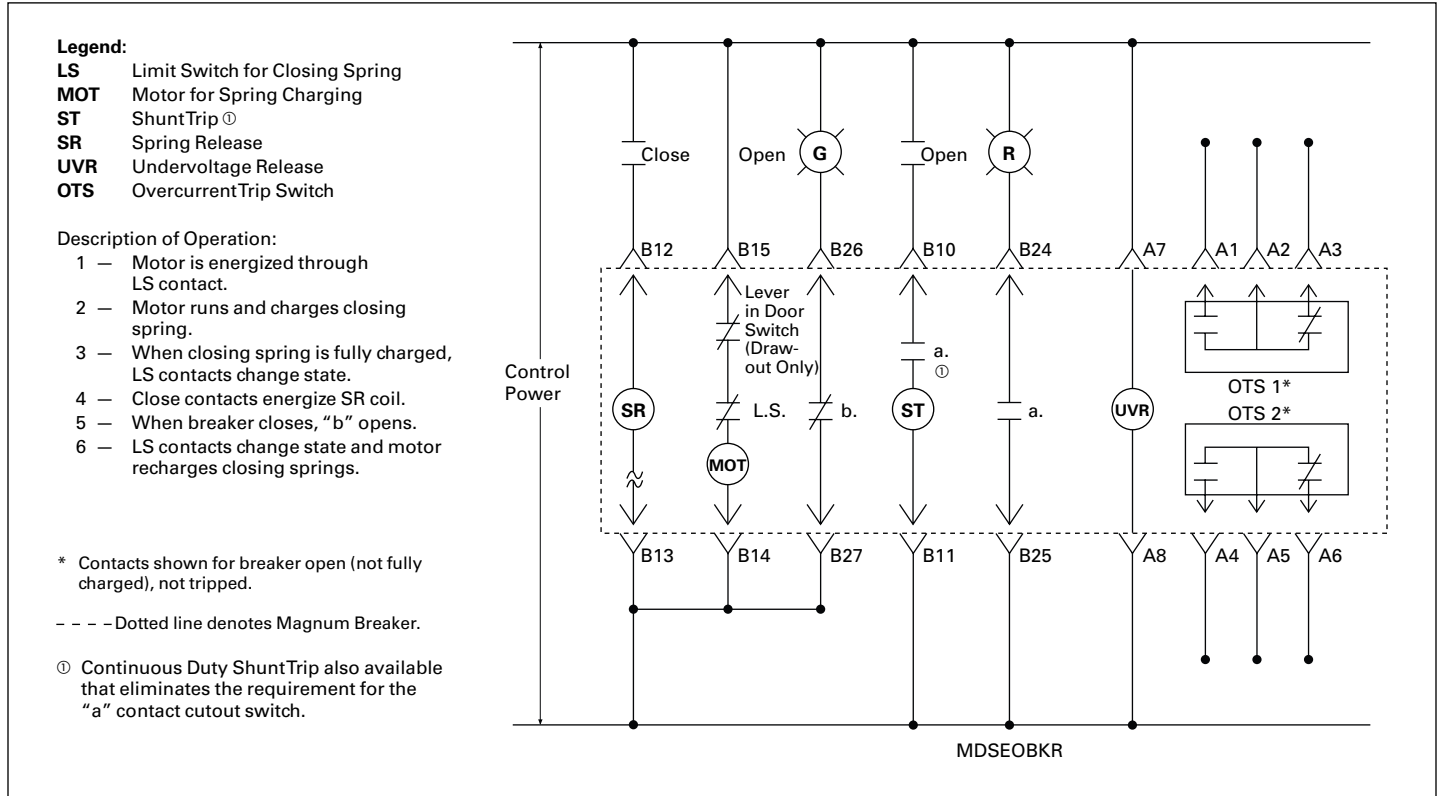 Legend:
LS Limit Switch for Closing Spring
MOT Motor for Spring Charging
ST Shunt Trip ①
SR Spring Release
UVR Undervoltage Release
OTS Overcurrent Trip Switch
Description of Operation:
1 — Motor is energized through
LS contact.
2 — Motor runs and charges closing
spring.
3 — When closing spring is fully charged,
LS contacts change state.
4 — Close contacts energize SR coil.
5 — When breaker closes, "b" opens.
6 — LS contacts change state and motor
recharges closing springs.
* Contacts shown for breaker open (not fully
charged), not tripped.
– – – – Dotted line denotes Magnum Breaker.
① Continuous Duty Shunt Trip also available
that eliminates the requirement for the
"a" contact cutout switch.
Control
Power
Close
Open
G
Open
R
B12
B15
B26
B10
B24
A7
A1
A2
A3
Lever
in Door
Switch
(Draw-
out Only)
a.
①
OTS 1*
SR
L.S.
b.
ST
a.
UVR
OTS 2*
MOT
B13
B14
B27
B11
B25
A8
A4
A5
A6
MDSEOBKR